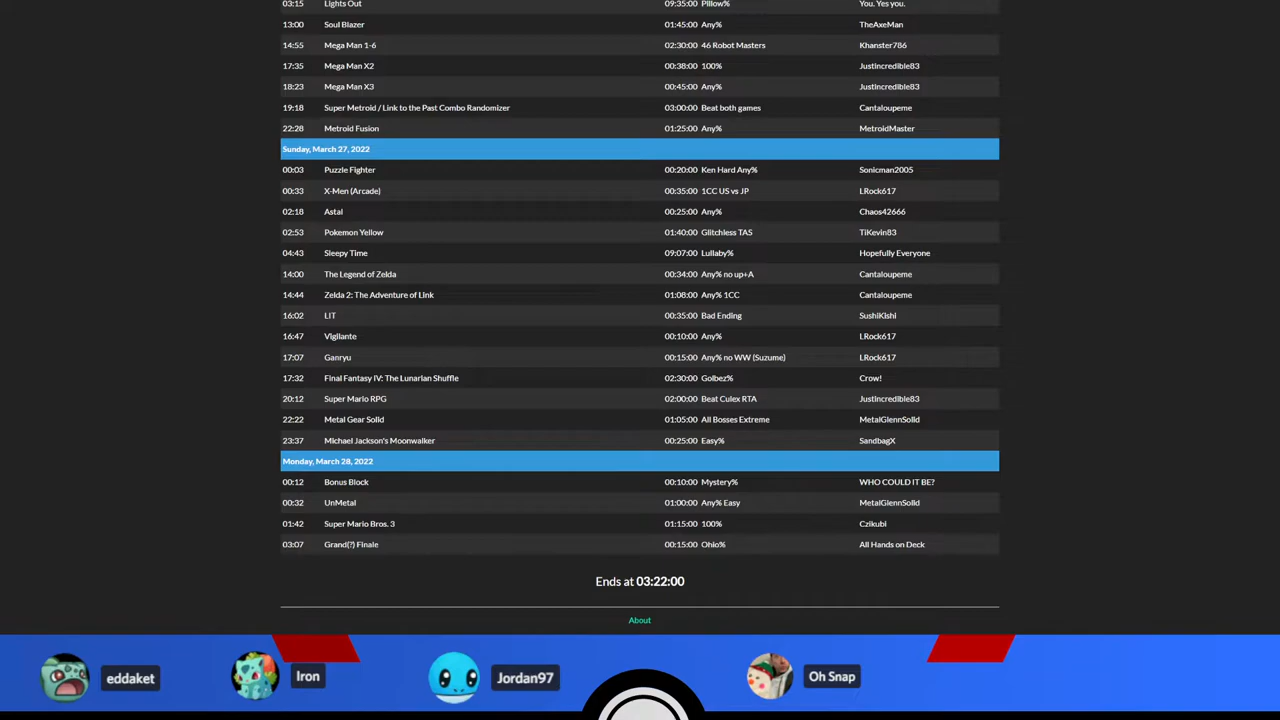 03:15 Lights Out 09:35:00 Pillow% You. Yes you.
13:00 Soul Blazer 01:45:00 Any% TheAxeMan
14:55 Mega Man 1-6 02:30:00 46 Robot Masters Khanster786
17:35 Mega Man X2 00:38:00 100% Justincredible83
18:23 Mega Man X3 00:45:00 Any% Justincredible83
19:18 Super Metroid / Link to the Past Combo Randomizer 03:00:00 Beat both games Cantaloupeme
22:28 Metroid Fusion 01:25:00 Any% MetroidMaster
Sunday, March 27, 2022
00:03 Puzzle Fighter 00:20:00 Ken Hard Any% Sonicman2005
00:33 X-Men (Arcade) 00:35:00 1CC US vs JP LRock617
02:18 Astal 00:25:00 Any% Chaos42666
02:53 Pokemon Yellow 01:40:00 Glitchless TAS TiKevin83
04:43 Sleepy Time 09:07:00 Lullaby% Hopefully Everyone
14:00 The Legend of Zelda 00:34:00 Any% no up+A Cantaloupeme
14:44 Zelda 2: The Adventure of Link 01:08:00 Any% 1CC Cantaloupeme
16:02 LIT 00:35:00 Bad Ending SushiKishi
16:47 Vigilante 00:10:00 Any% LRock617
17:07 Ganryu 00:15:00 Any% no WW (Suzume) LRock617
17:32 Final Fantasy IV: The Lunarian Shuffle 02:30:00 Golbez% Crow!
20:12 Super Mario RPG 02:00:00 Beat Culex RTA Justincredible83
22:22 Metal Gear Solid 01:05:00 All Bosses Extreme MetalGlennSolid
23:37 Michael Jackson's Moonwalker 00:25:00 Easy% SandbagX
Monday, March 28, 2022
00:12 Bonus Block 00:10:00 Mystery% WHO COULD IT BE?
00:32 UnMetal 01:00:00 Any% Easy MetalGlennSolid
01:42 Super Mario Bros. 3 01:15:00 100% Czikubi
03:07 Grand(?) Finale 00:15:00 Ohio% All Hands on Deck
Ends at 03:22:00
About
eddaket Iron Jordan97 Oh Snap